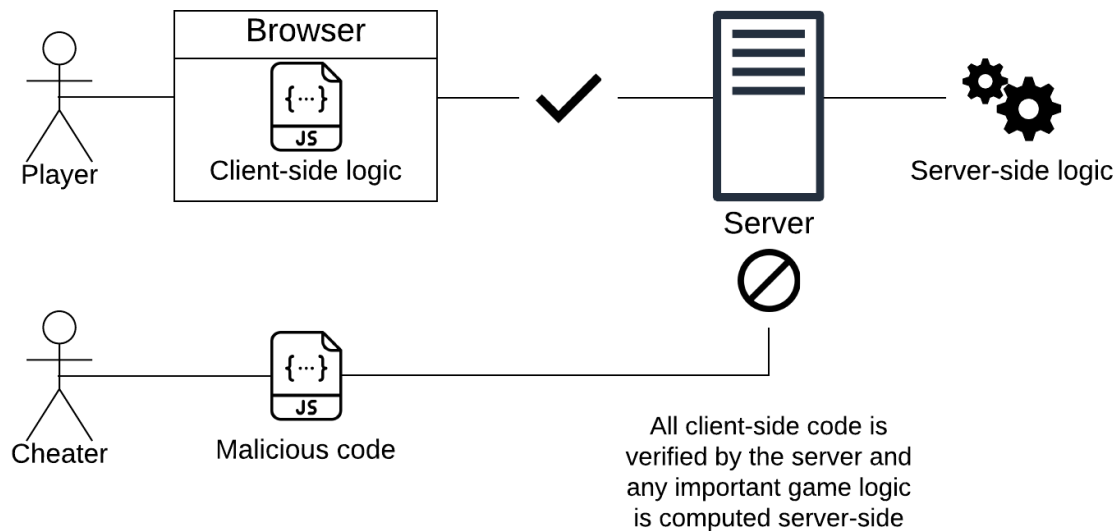 Browser
{...}
JS
Client-side logic
Player
Server
Server-side logic
{...}
JS
Malicious code
Cheater
All client-side code is
verified by the server and
any important game logic
is computed server-side